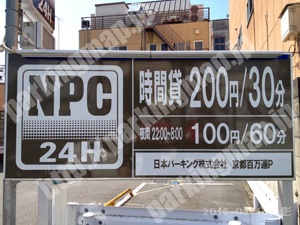 24H
NPC
24H
時間貸 200円/30分
夜間 22:00~8:00 100円/60分
日本パーキング株式会社 京都百万遍P